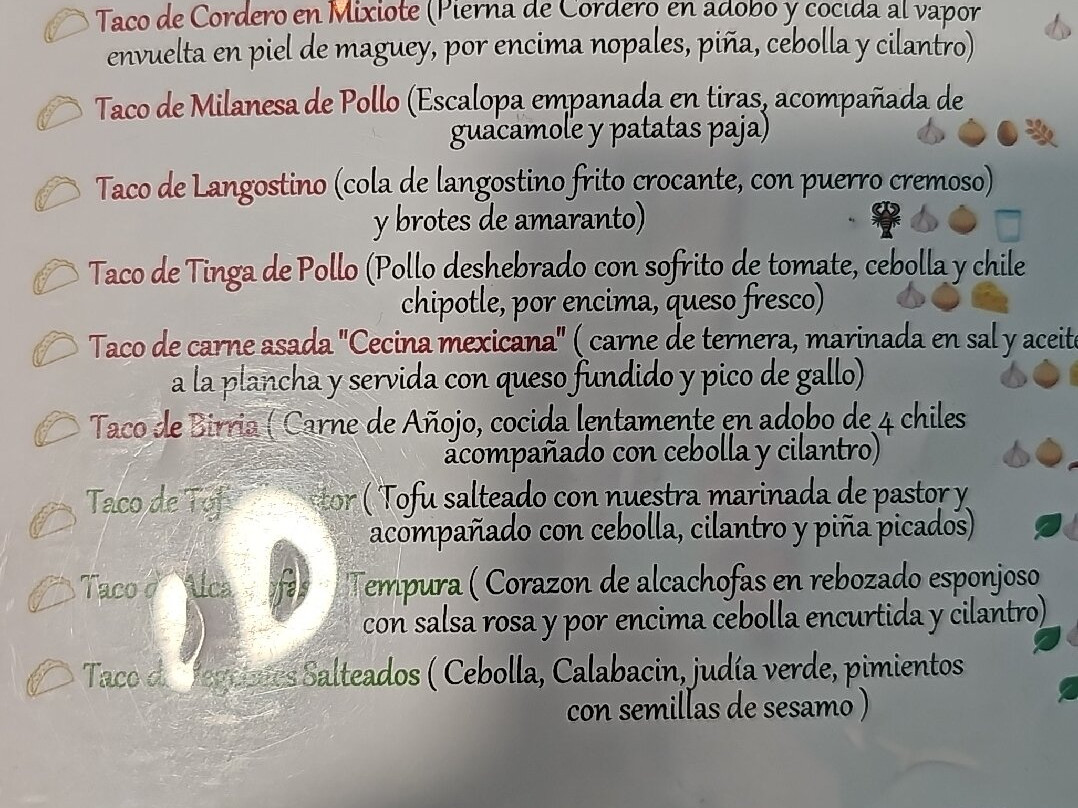 Taco de Cordero en Mixiote (Pierna de Cordero en adobo y cocida al vapor
envuelta en piel de maguey, por encima nopales, piña, cebolla y cilantro)
Taco de Milanesa de Pollo (Escalopa empanada en tiras, acompañada de
guacamole y patatas paja)
Taco de Langostino (cola de langostino frito crocante, con puerro cremoso)
y brotes de amaranto)
Taco de Tinga de Pollo (Pollo deshebrado con sofrito de tomate, cebolla y chile
chipotle, por encima, queso fresco)
Taco de carne asada "Cecina mexicana" ( carne de ternera, marinada en sal y aceite
a la plancha y servida con queso fundido y pico de gallo)
Taco de Birria ( Carne de Añojo, cocida lentamente en adobo de 4 chiles
acompañado con cebolla y cilantro)
Taco de ( Tofu salteado con nuestra marinada de pastor y
acompañado con cebolla, cilantro y piña picados)
Taco Tempura ( Corazon de alcachofas en rebozado esponjoso
con salsa rosa y por encima cebolla encurtida y cilantro)
Taco Salteados ( Cebolla, Calabacin, judía verde, pimientos
con semillas de sesamo )